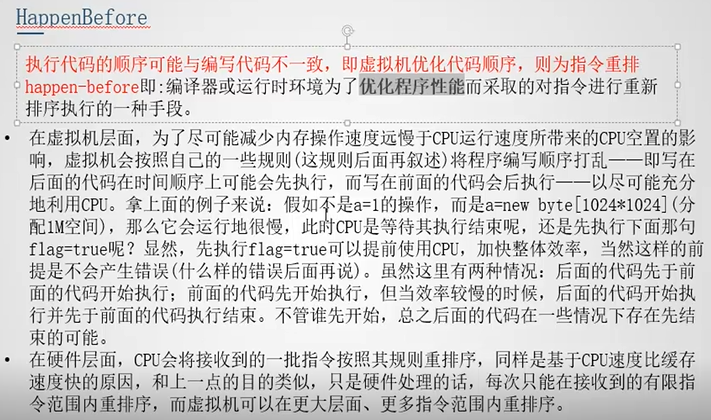 HappenBefore
执行代码的顺序可能与编写代码不一致，即虚拟机优化代码顺序，则为指令重排
happen-before即:编译器或运行时环境为了优化程序性能而采取的对指令进行重新
排序执行的一种手段。
• 在虚拟机层面，为了尽可能减少内存操作速度远慢于CPU运行速度所带来的CPU空置的影
响，虚拟机会按照自己的一些规则(这规则后面再叙述)将程序编写顺序打乱——即写在
后面的代码在时间顺序上可能会先执行，而写在前面的代码会后执行——以尽可能充分
地利用CPU。拿上面的例子来说：假如不是a=1的操作，而是a=new byte[1024*1024](分
配1M空间)，那么它会运行地很慢，此时CPU是等待其执行结束呢，还是先执行下面那句
flag=true呢？显然，先执行flag=true可以提前使用CPU，加快整体效率，当然这样的前
提是不会产生错误(什么样的错误后面再说)。虽然这里有两种情况：后面的代码先于前
面的代码开始执行；前面的代码先开始执行，但当效率较慢的时候，后面的代码开始执
行并先于前面的代码执行结束。不管谁先开始，总之后面的代码在一些情况下存在先结
束的可能。
• 在硬件层面，CPU会将接收到的一批指令按照其规则重排序，同样是基于CPU速度比缓存
速度快的原因，和上一点的目的类似，只是硬件处理的话，每次只能在接收到的有限指
令范围内重排序，而虚拟机可以在更大层面、更多指令范围内重排序。